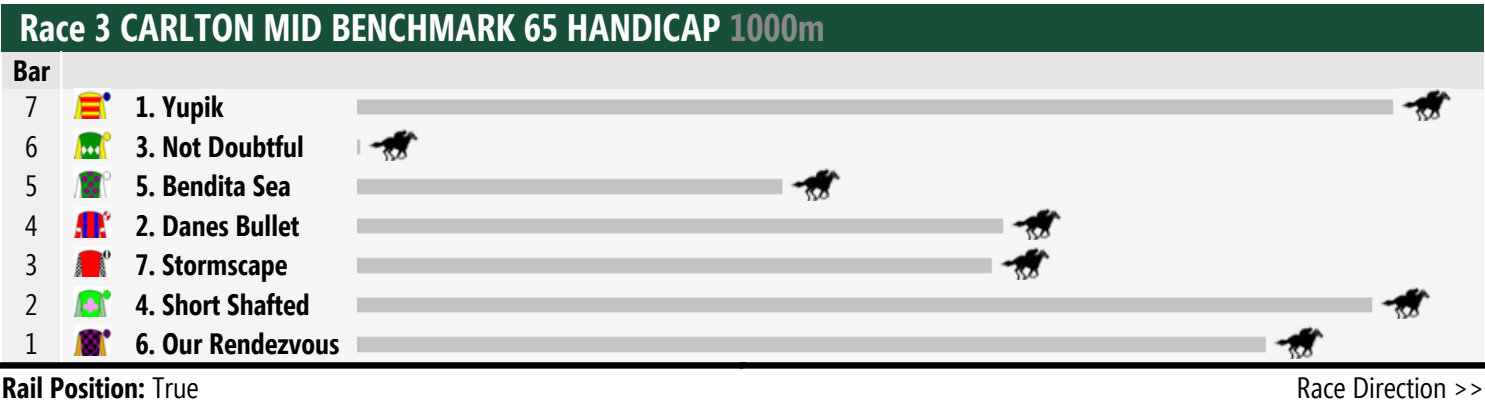 Race 3 CARLTON MID BENCHMARK 65 HANDICAP 1000m
Bar
7 1. Yupik
6 3. Not Doubtful
5 5. Bendita Sea
4 2. Danes Bullet
3 7. Stormscape
2 4. Short Shafted
1 6. Our Rendezvous
Rail Position: True Race Direction >>